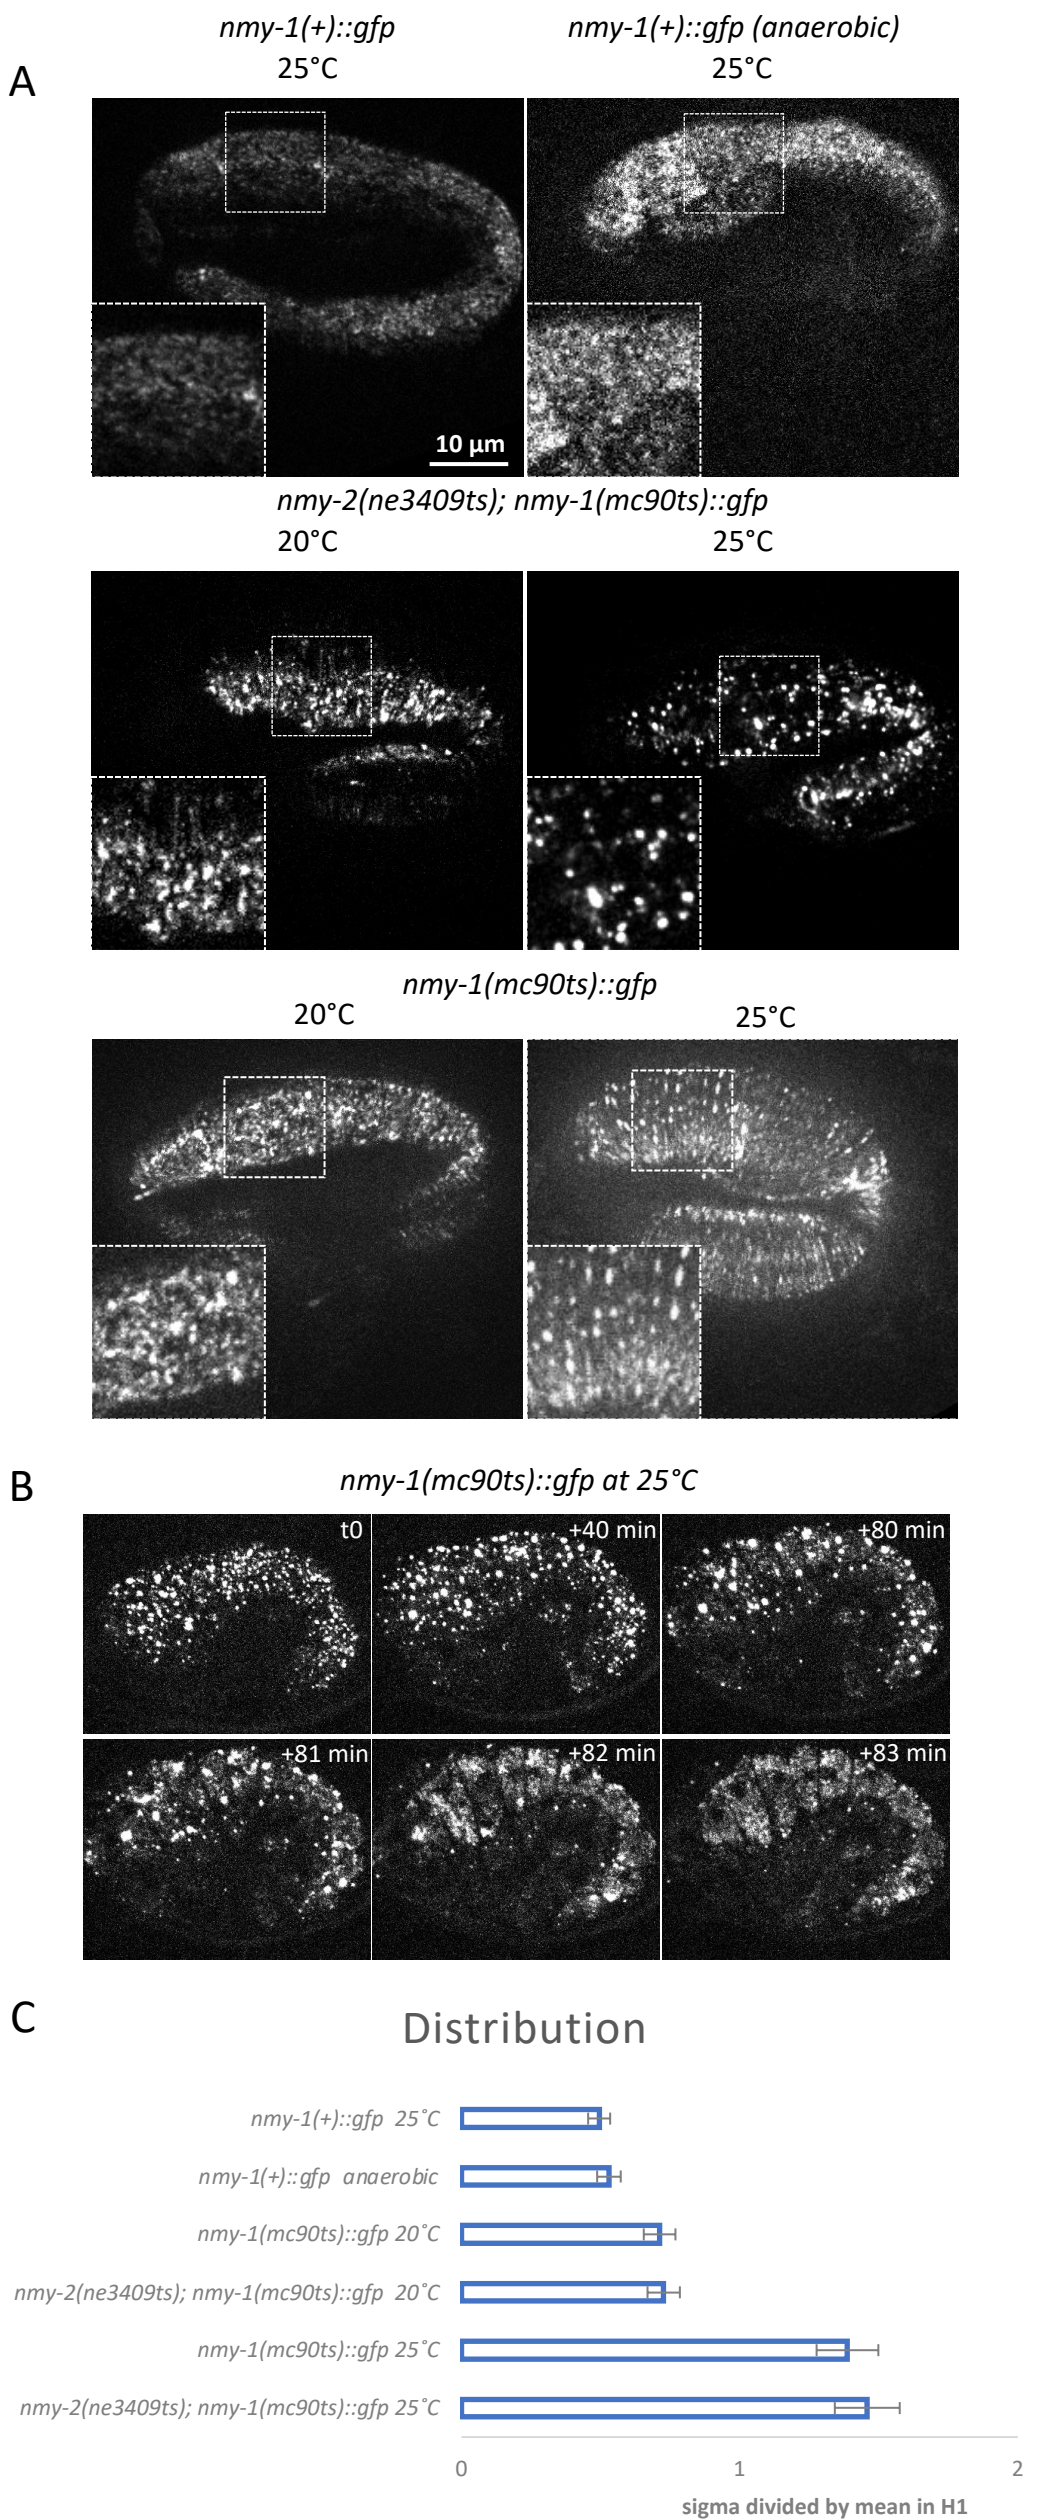 nmy-1(+)::gfp
nmy-1(+)::gfp (anaerobic)
A
25°C
25°C
10 µm
nmy-2(ne3409ts); nmy-1(mc90ts)::gfp
20°C
25°C
nmy-1(mc90ts)::gfp
20°C
25°C
B
nmy-1(mc90ts)::gfp at 25°C
t0
+40 min
+80 min
+81 min
+82 min
+83 min
C
Distribution
nmy-1(+)::gfp 25˚C
nmy-1(+)::gfp anaerobic
nmy-1(mc90ts)::gfp 20˚C
nmy-2(ne3409ts); nmy-1(mc90ts)::gfp 20˚C
nmy-1(mc90ts)::gfp 25˚C
nmy-2(ne3409ts); nmy-1(mc90ts)::gfp 25˚C
0
1
2
sigma divided by mean in H1